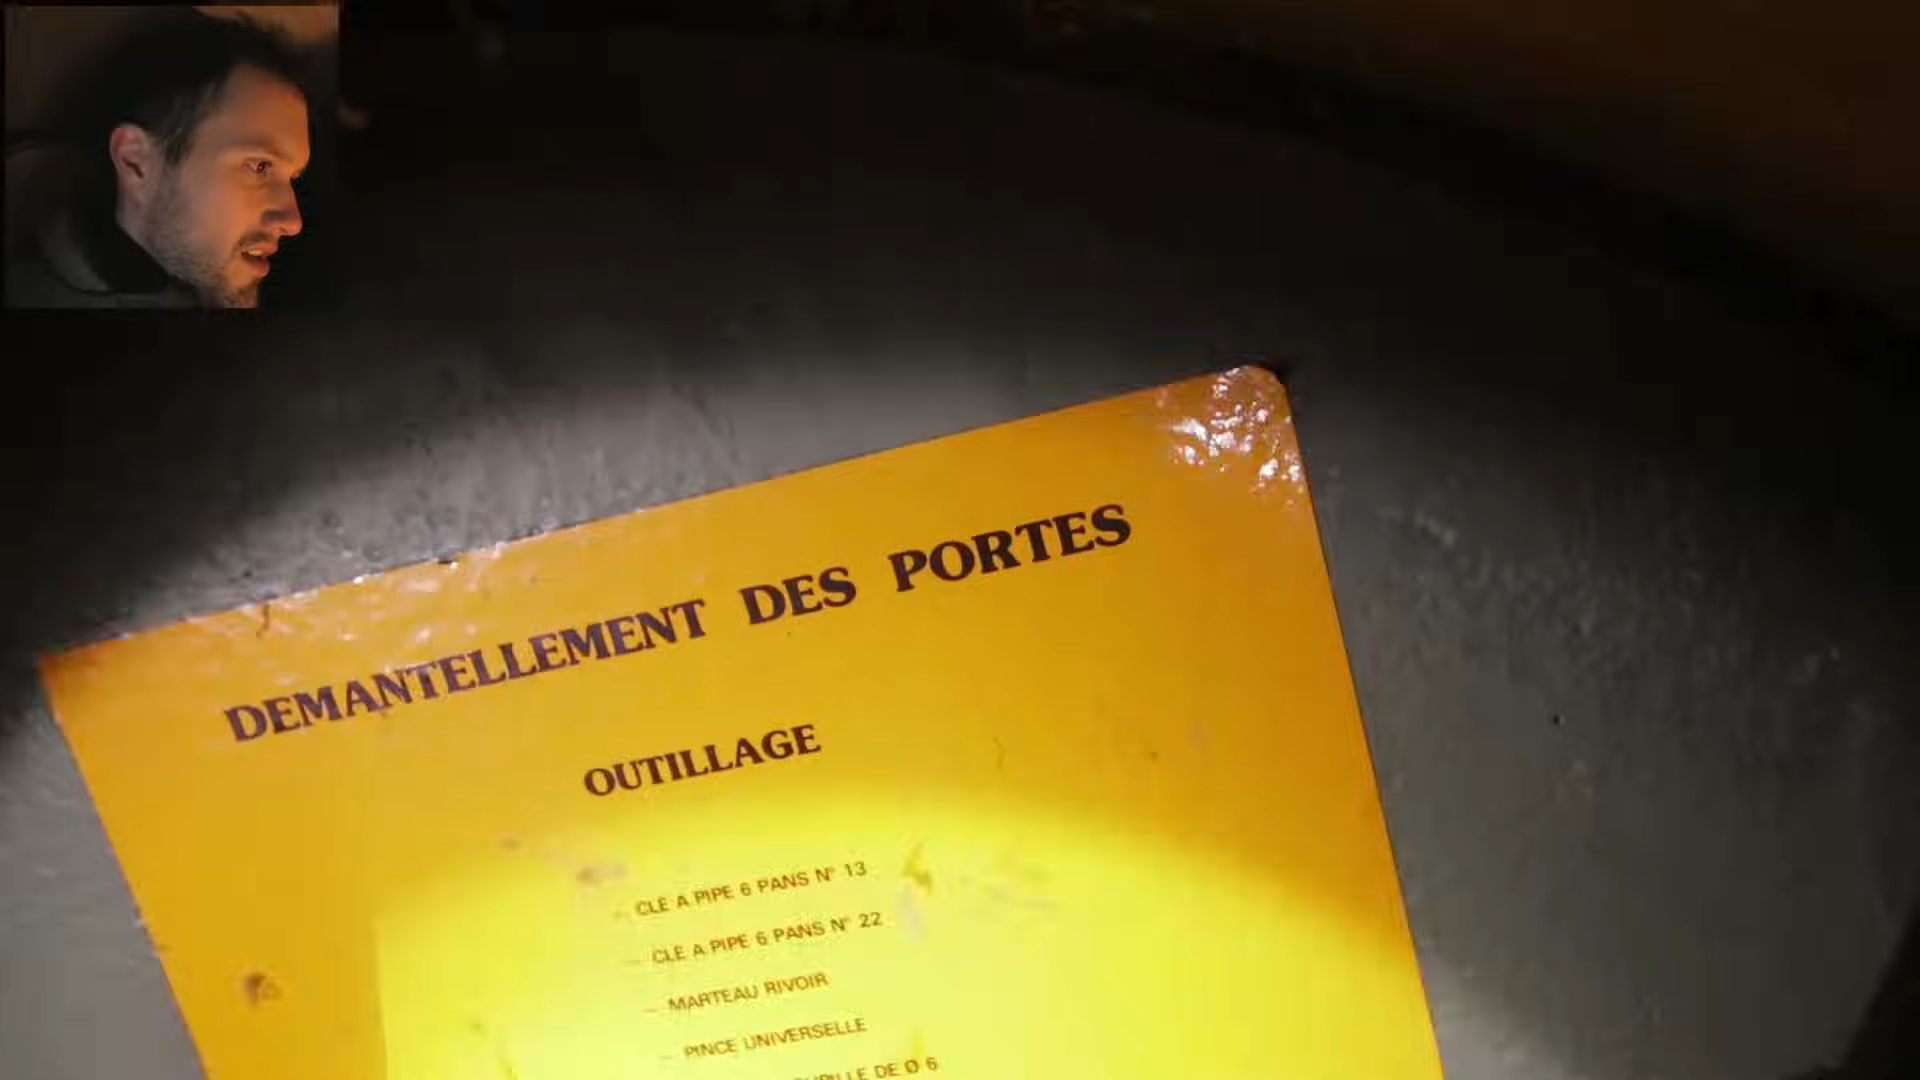 DEMANTELLEMENT DES PORTES
OUTILLAGE
- CLE A PIPE 6 PANS N° 13
- CLE A PIPE 6 PANS N° 22
- MARTEAU RIVOIR
- PINCE UNIVERSELLE
DE Ø 6